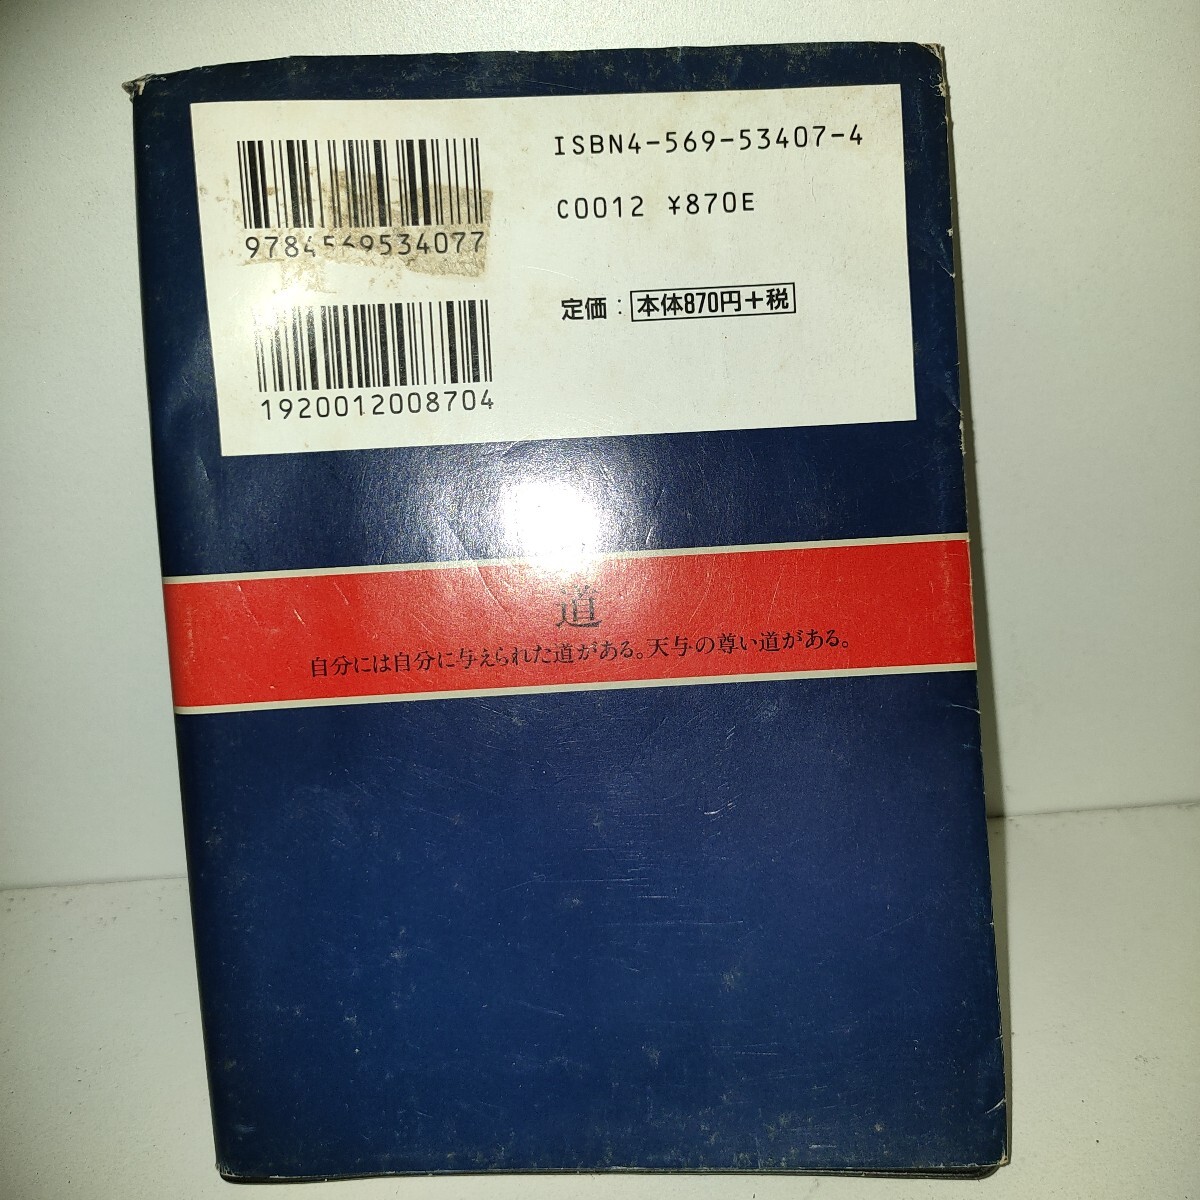 9784569534077
ISBN4-569-53407-4
C0012 ¥870E
定価：本体870円＋税
1920012008704
道
自分には自分に与えられた道がある。天与の尊い道がある。